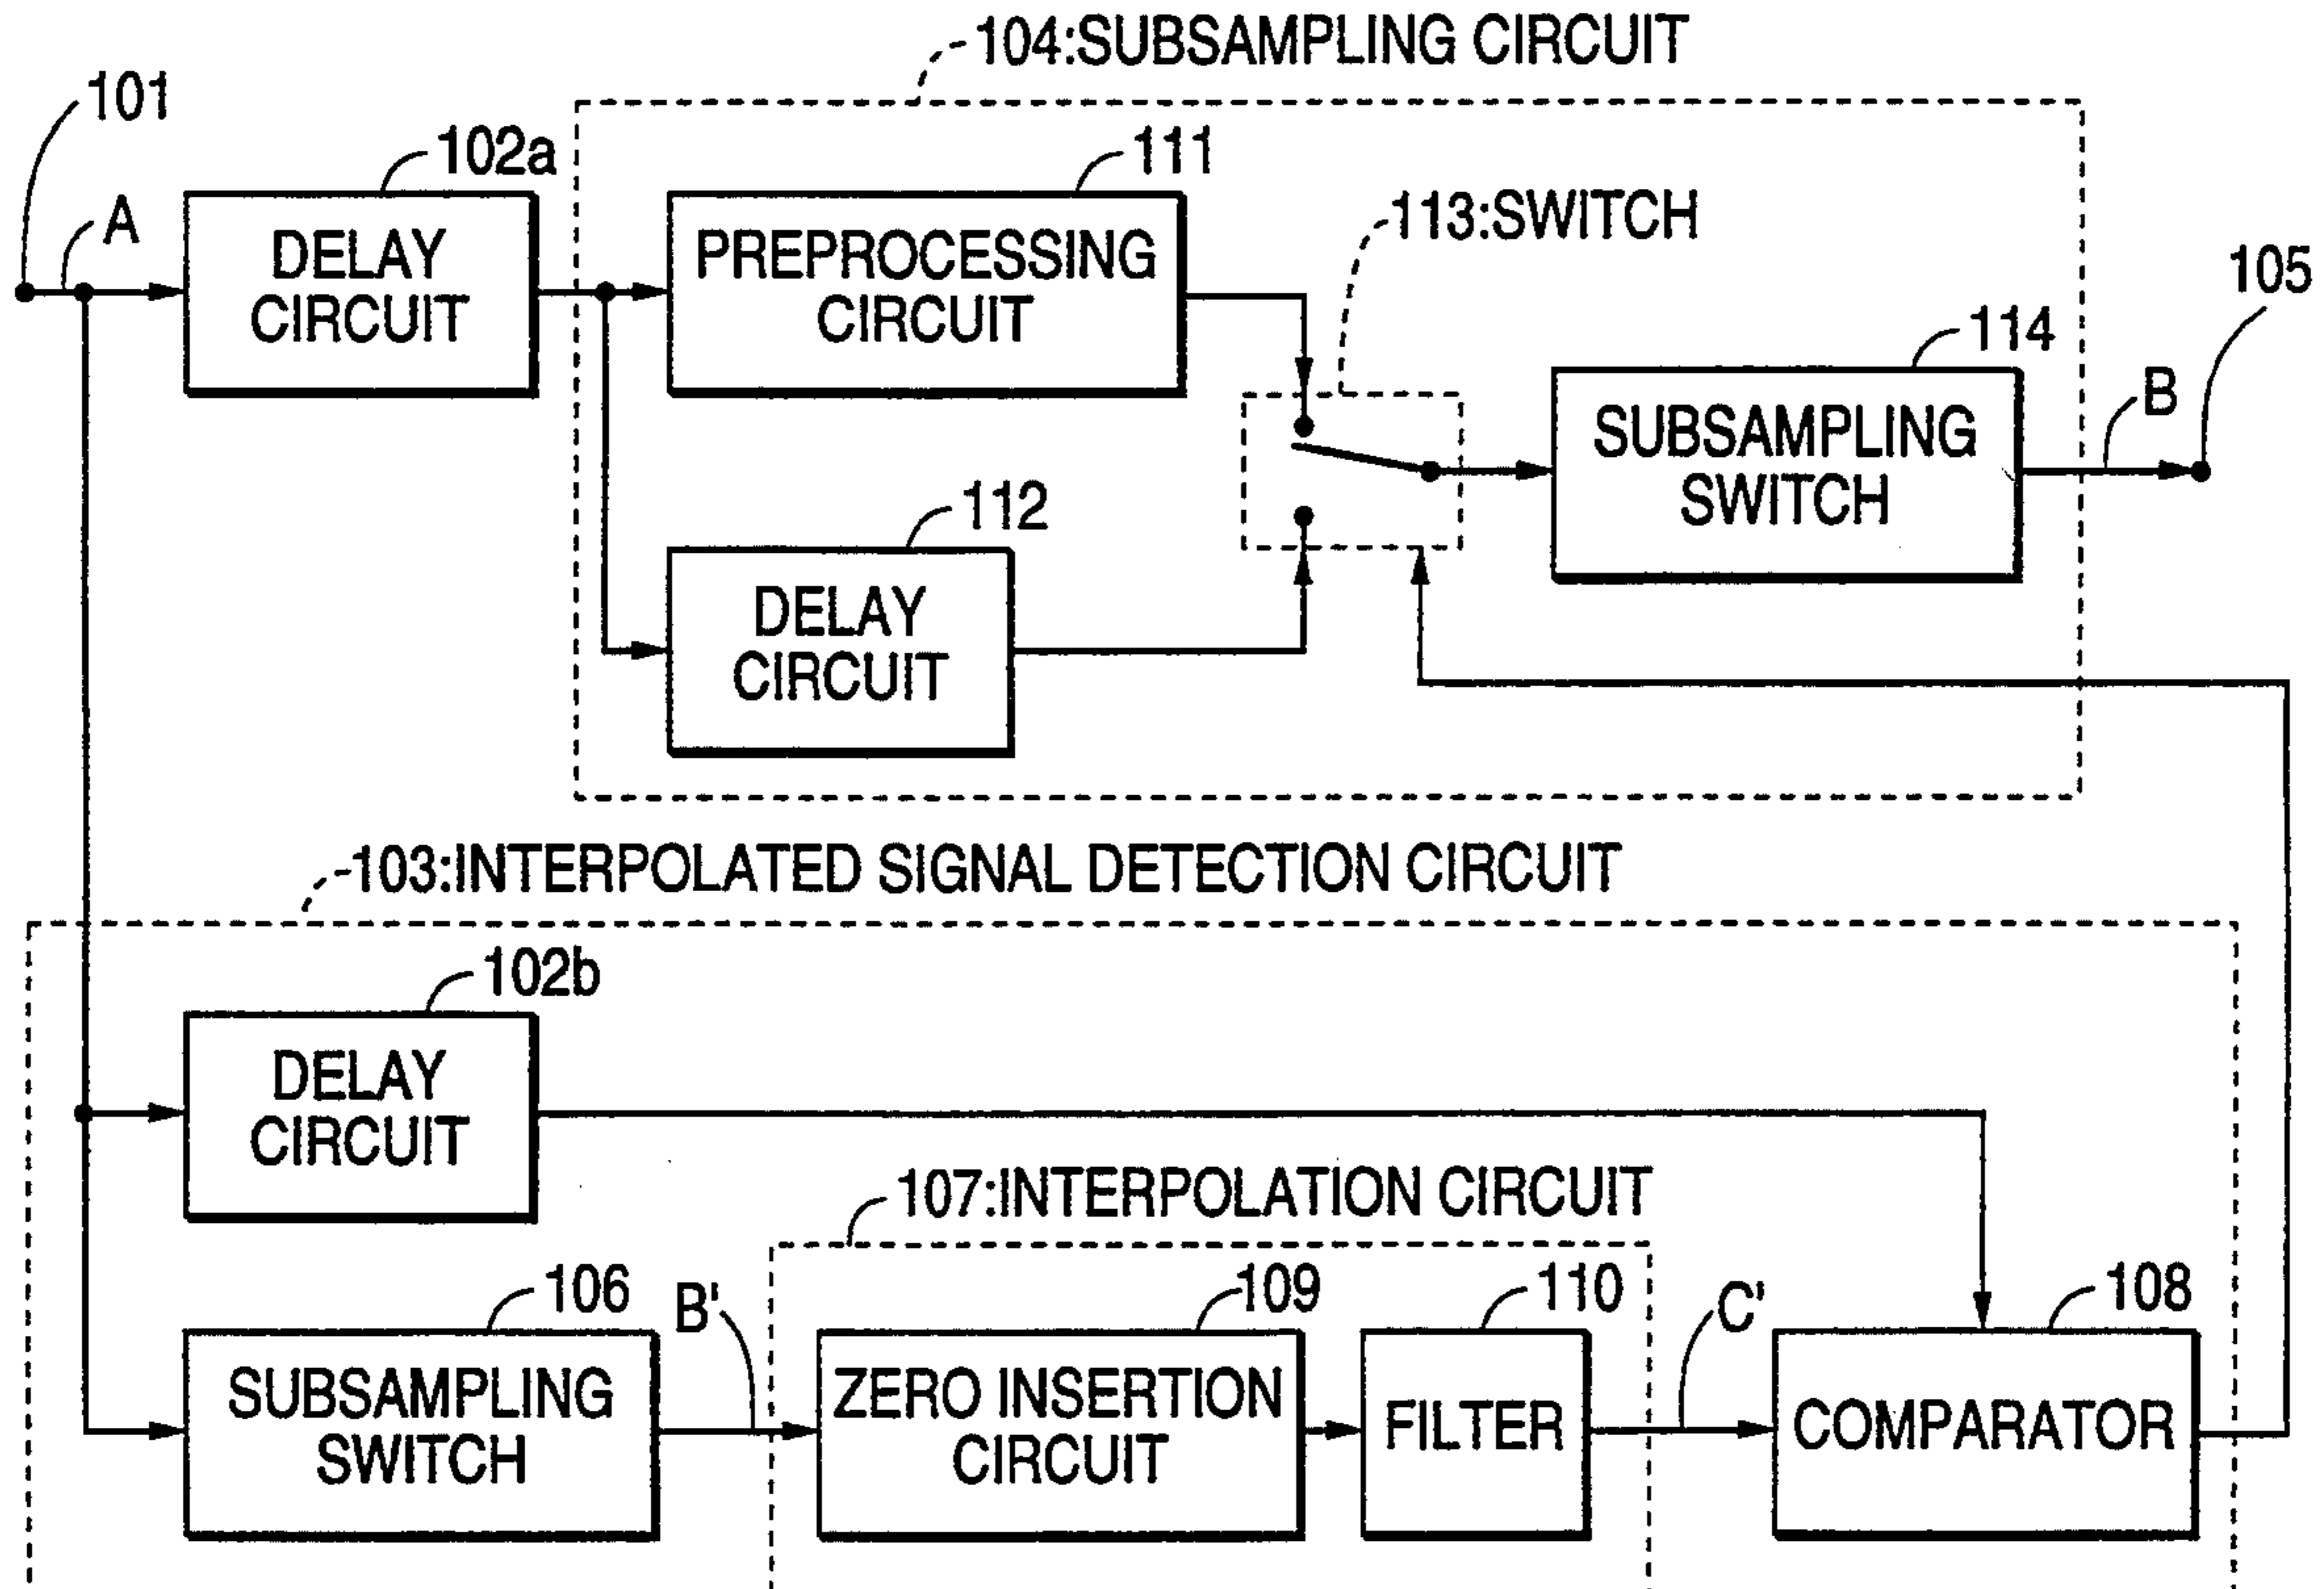 104:SUBSAMPLING CIRCUIT
101
102a
111
A
113:SWITCH
DELAY
CIRCUIT
PREPROCESSING
CIRCUIT
105
114
SUBSAMPLING
SWITCH
B
112
DELAY
CIRCUIT
103:INTERPOLATED SIGNAL DETECTION CIRCUIT
102b
DELAY
CIRCUIT
107:INTERPOLATION CIRCUIT
106
B'
109
110
C'
108
SUBSAMPLING
SWITCH
ZERO INSERTION
CIRCUIT
FILTER
COMPARATOR